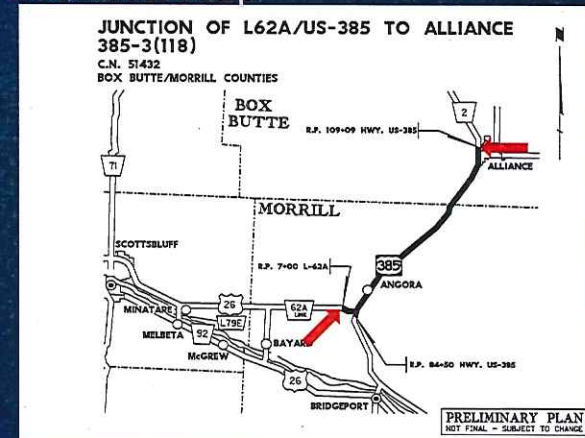 JUNCTION OF L62A/US-385 TO ALLIANCE
385-3(118)
C.N. 51432
BOX BUTTE/MORRILL COUNTIES
N
BOX
BUTTE
2
R.P. 109+09 HWY. US-385
ALLIANCE
71
MORRILL
SCOTTSBLUFF
R.P. 7+00 L-62A
385
ANGORA
MINATARE
26
62A
LINK
L79E
MELBETA
92
McGREW
BAYARD
R.P. 84+50 HWY. US-385
26
BRIDGEPORT
PRELIMINARY PLAN
NOT FINAL - SUBJECT TO CHANGE